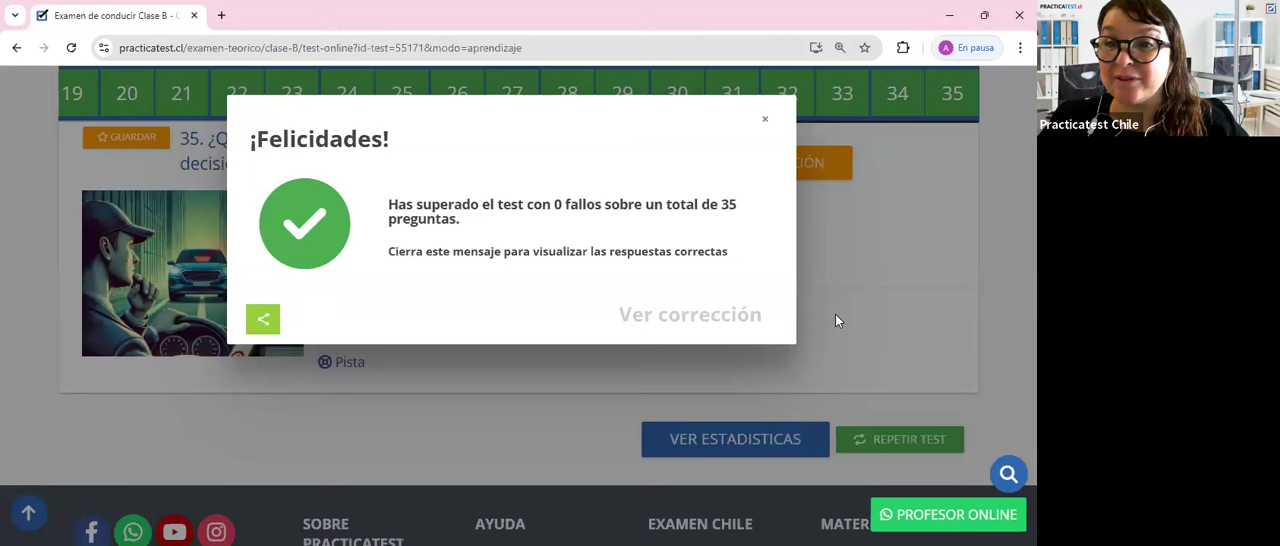 Examen de conducir Clase B - C
practicatest.cl/examen-teorico/clase-B/test-online?id-test=55171&modo=aprendizaje
A En pausa
PRACTICATEST.cl
Practicatest Chile
19 20 21 22 23 24 25 26 27 28 29 30 31 32 33 34 35
GUARDAR
35. ¿Q
decisió
CIÓN
¡Felicidades!
Has superado el test con 0 fallos sobre un total de 35
preguntas.
Cierra este mensaje para visualizar las respuestas correctas
Ver corrección
Pista
VER ESTADISTICAS
REPETIR TEST
PROFESOR ONLINE
SOBRE
PRACTICATEST
AYUDA
EXAMEN CHILE
MATER